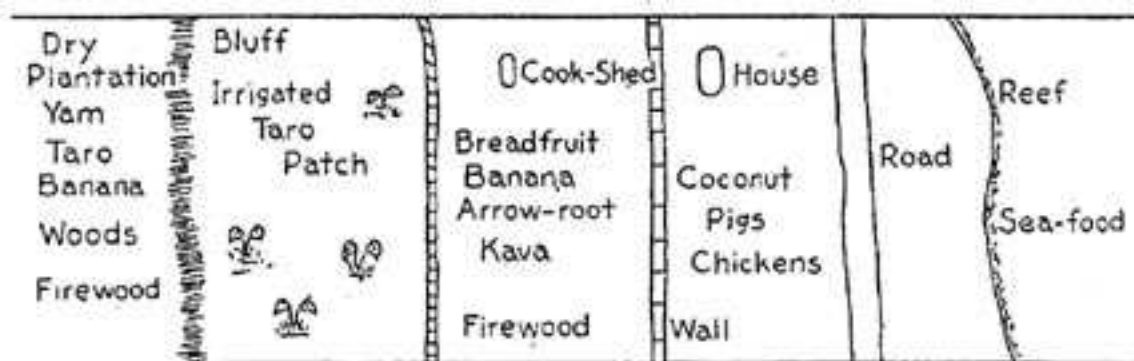 Dry
Plantation
Yam
Taro
Banana
Woods
Firewood
Bluff
Irrigated
Taro
Patch
Cook-Shed
Breadfruit
Banana
Arrow-root
Kava
Firewood
House
Coconut
Pigs
Chickens
Wall
Road
Reef
Sea-food